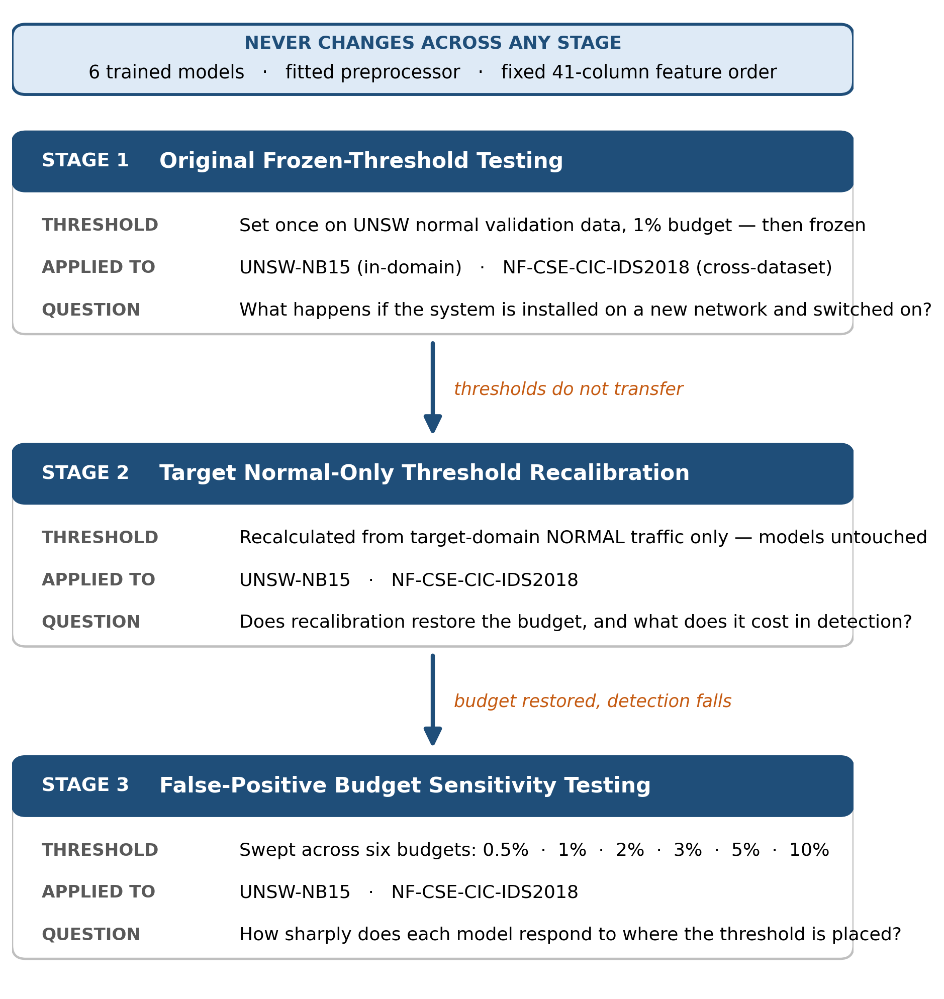 NEVER CHANGES ACROSS ANY STAGE
6 trained models · fitted preprocessor · fixed 41-column feature order
STAGE 1 Original Frozen-Threshold Testing
THRESHOLD Set once on UNSW normal validation data, 1% budget — then frozen
APPLIED TO UNSW-NB15 (in-domain) · NF-CSE-CIC-IDS2018 (cross-dataset)
QUESTION What happens if the system is installed on a new network and switched on?
thresholds do not transfer
STAGE 2 Target Normal-Only Threshold Recalibration
THRESHOLD Recalculated from target-domain NORMAL traffic only — models untouched
APPLIED TO UNSW-NB15 · NF-CSE-CIC-IDS2018
QUESTION Does recalibration restore the budget, and what does it cost in detection?
budget restored, detection falls
STAGE 3 False-Positive Budget Sensitivity Testing
THRESHOLD Swept across six budgets: 0.5% · 1% · 2% · 3% · 5% · 10%
APPLIED TO UNSW-NB15 · NF-CSE-CIC-IDS2018
QUESTION How sharply does each model respond to where the threshold is placed?